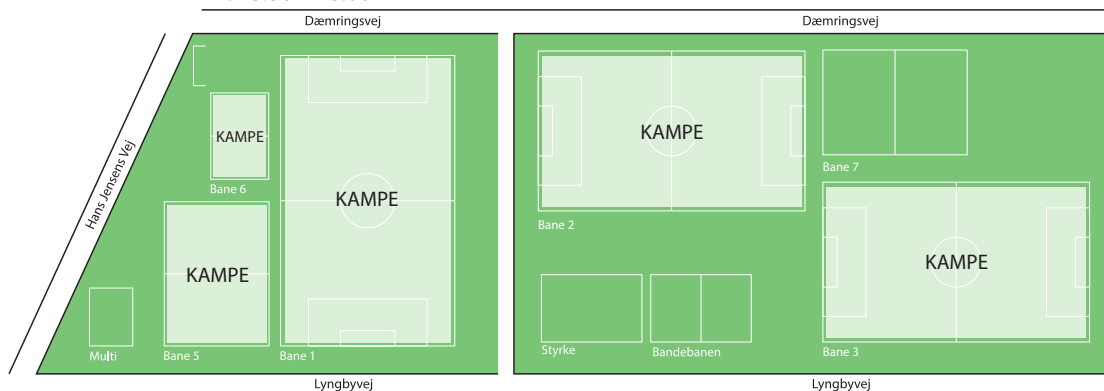 Dæmringsvej
Dæmringsvej
Hans Jensens Vej
KAMPE
Bane 6
KAMPE
KAMPE
Multi
Bane 5
Bane 1
KAMPE
Bane 2
Bane 7
KAMPE
Styrke
Bandebanen
Bane 3
Lyngbyvej
Lyngbyvej